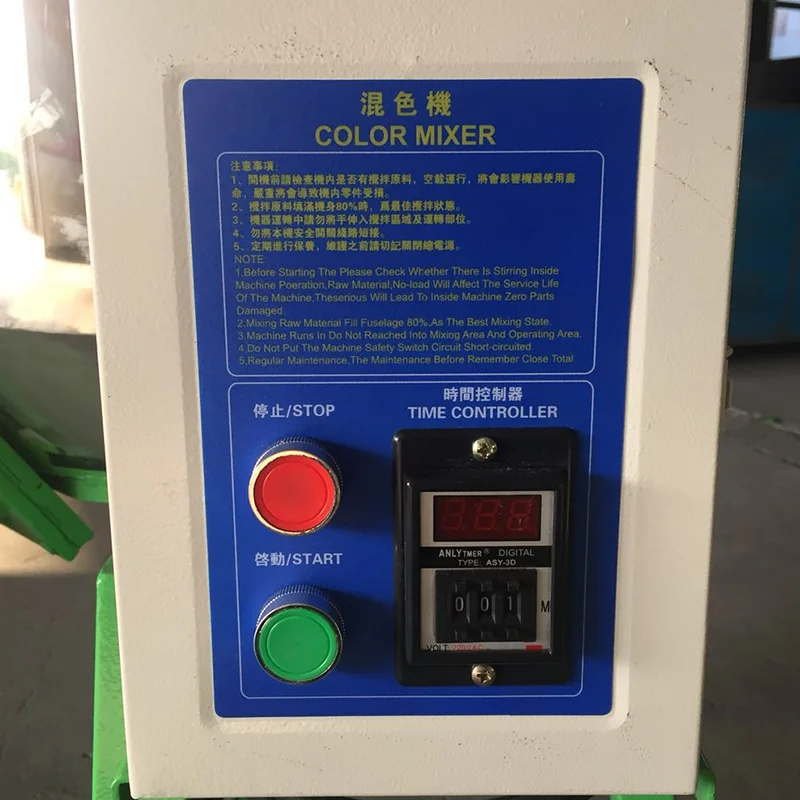 混色機
COLOR MIXER
注意事項：
1、開機前請檢查機內是否有攪拌原料，空載運行，將會影響機器使用壽
命，嚴重將會導致機內零件受損。
2、攪拌原料填滿機身80%時，爲最佳攪拌狀態。
3、機器運轉中請勿將手伸入攪拌區域及運轉部位。
4、勿將本機安全開關綫路短接。
5、定期進行保養，維護之前請切記關閉總電源。
NOTE:
1,Before Starting The Please Check Whether There Is Stirring Inside
Machine Poeration,Raw Material,No-load Will Affect The Service Life
Of The Machine,Theserious Will Lead To Inside Machine Zero Parts
Damaged.
2,Mixing Raw Material Fill Fuselage 80%,As The Best Mixing State.
3,Machine Runs In Do Not Reached Into Mixing Area And Operating Area.
4,Do Not Put The Machine Safety Switch Circuit Short-circuited.
5,Regular Maintenance,The Maintenance Before Remember Close Total
停止/STOP
時間控制器
TIME CONTROLLER
ANLYTMER® DIGITAL
TYPE: ASY-3D
啓動/START
001 M
VOLT 220VAC